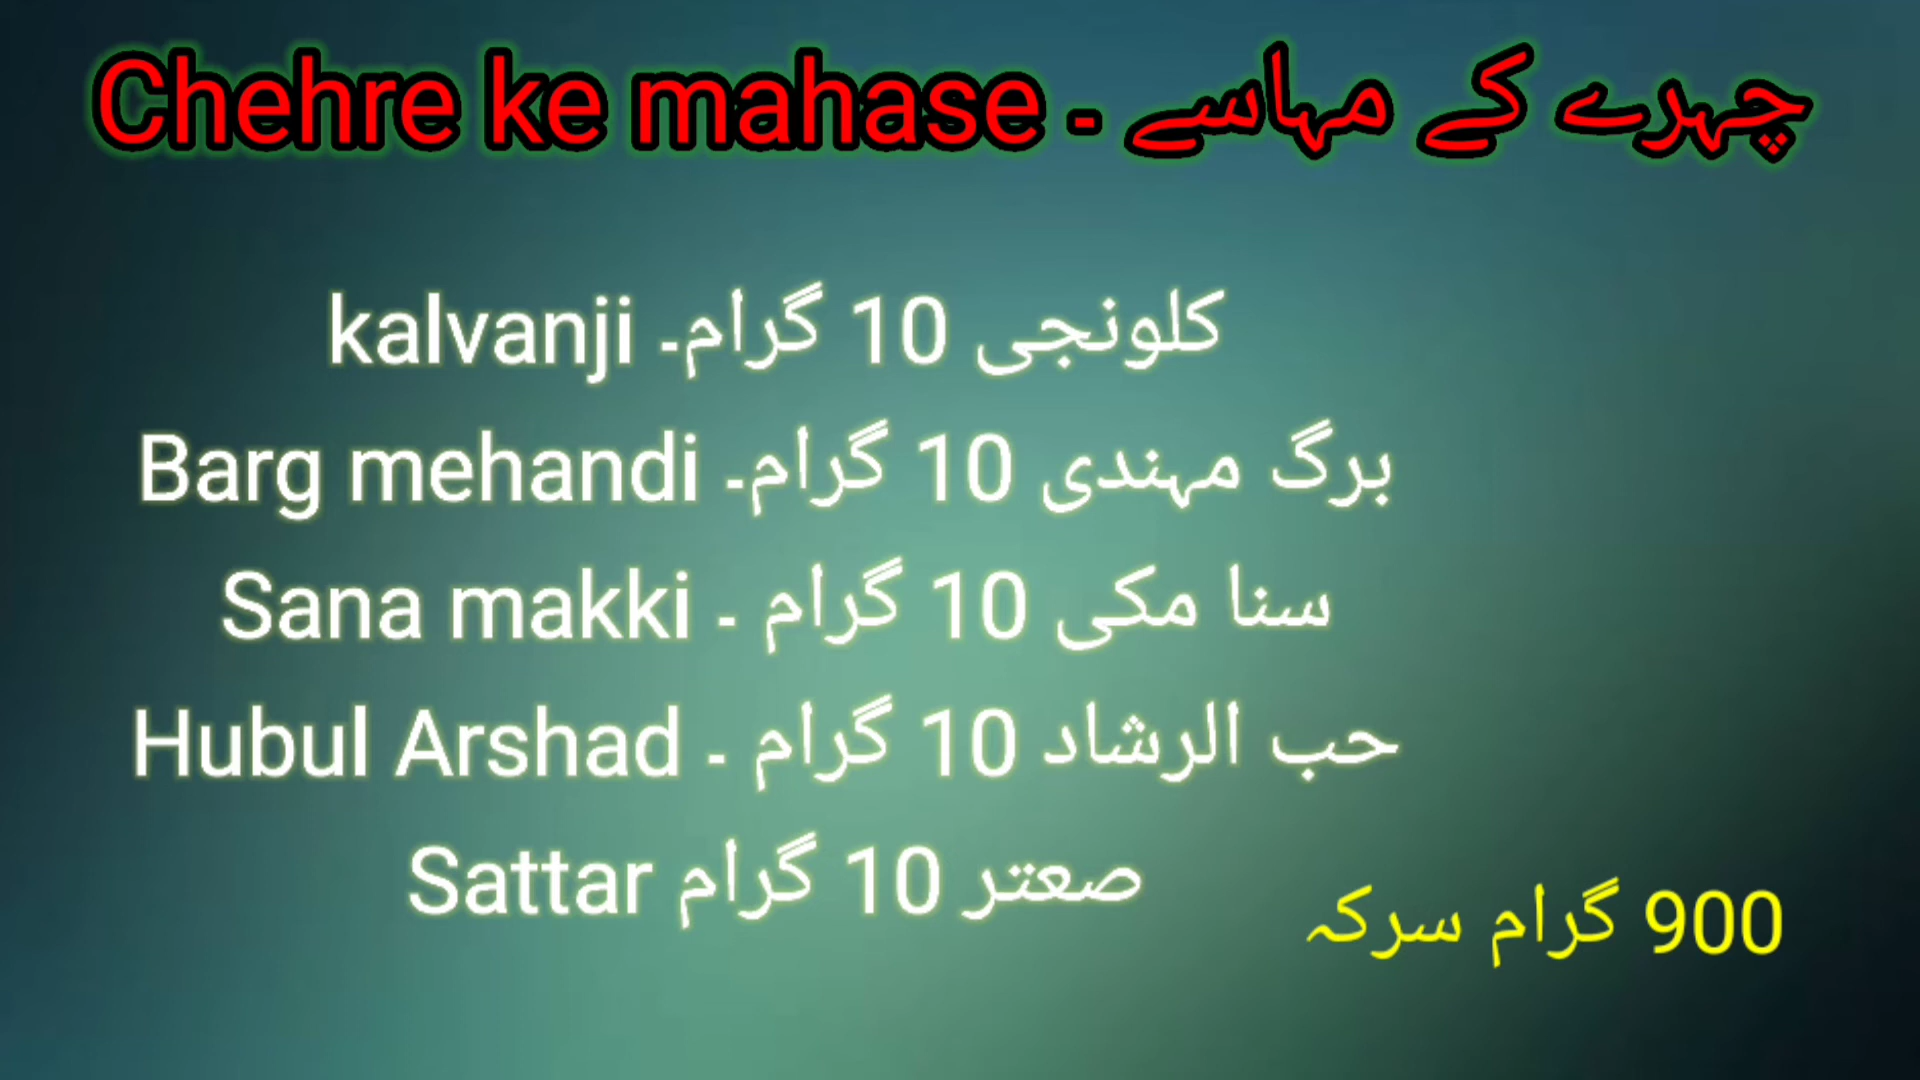 Chehre ke mahase - چہرے کے مہاسے
kalvanji -کلونجی 10 گرام
Barg mehandi -برگ مہندی 10 گرام
Sana makki - سنا مکی 10 گرام
Hubul Arshad - حب الرشاد 10 گرام
Sattar صعتر 10 گرام
900 گرام سرکہ